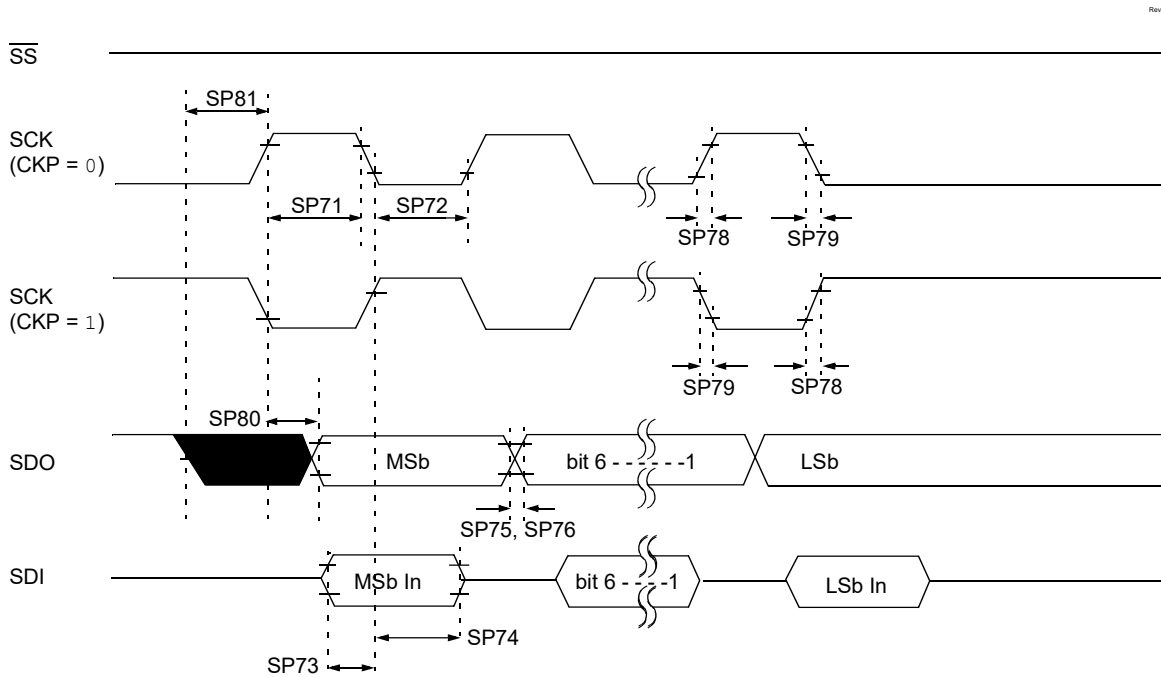 Rev
SS
SP81
SCK
(CKP = 0)
SP71
SP72
SP78
SP79
SCK
(CKP = 1)
SP79
SP78
SP80
SDO
MSb
bit 6 - - - - - -1
LSb
SP75, SP76
SDI
MSb In
bit 6 - - - - -1
LSb In
SP74
SP73